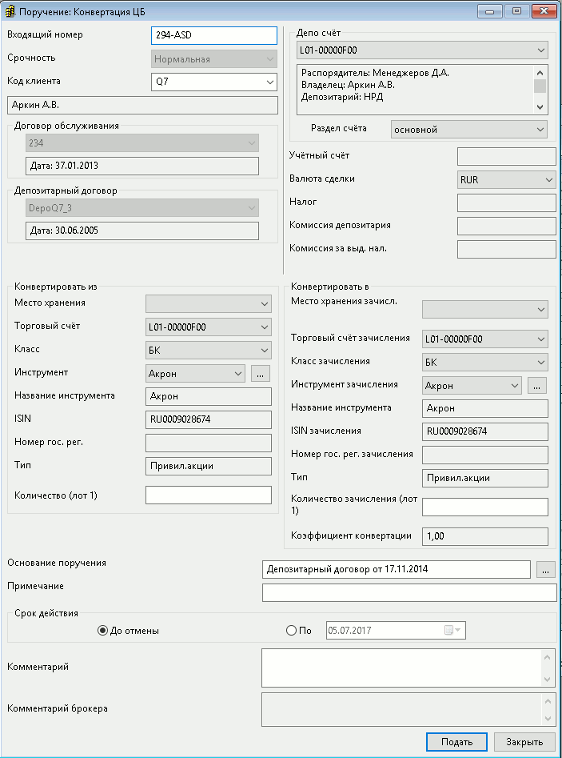 Поручение: Конвертация ЦБ
Входящий номер 294-ASD
Срочность Нормальная
Код клиента Q7
Аркин А.В.
Договор обслуживания
234
Дата: 37.01.2013
Депозитарный договор
DepoQ7_3
Дата: 30.06.2005
Депо счёт
L01-00000F00
Распорядитель: Менеджеров Д.А.
Владелец: Аркин А.В.
Депозитарий: НРД
Раздел счёта основной
Учётный счёт
Валюта сделки RUR
Налог
Комиссия депозитария
Комиссия за выд. нал.
Конвертировать из
Место хранения
Торговый счёт L01-00000F00
Класс БК
Инструмент Акрон ...
Название инструмента Акрон
ISIN RU0009028674
Номер гос. рег.
Тип Привил.акции
Количество (лот 1)
Конвертировать в
Место хранения зачисл.
Торговый счёт зачисления L01-00000F00
Класс зачисления БК
Инструмент зачисления Акрон ...
Название инструмента Акрон
ISIN зачисления RU0009028674
Номер гос. рег. зачисления
Тип Привил.акции
Количество зачисления (лот
1)
Коэффициент конвертации 1,00
Основание поручения Депозитарный договор от 17.11.2014 ...
Примечание
Срок действия
До отмены По 05.07.2017
Комментарий
Комментарий брокера
Подать Закрыть